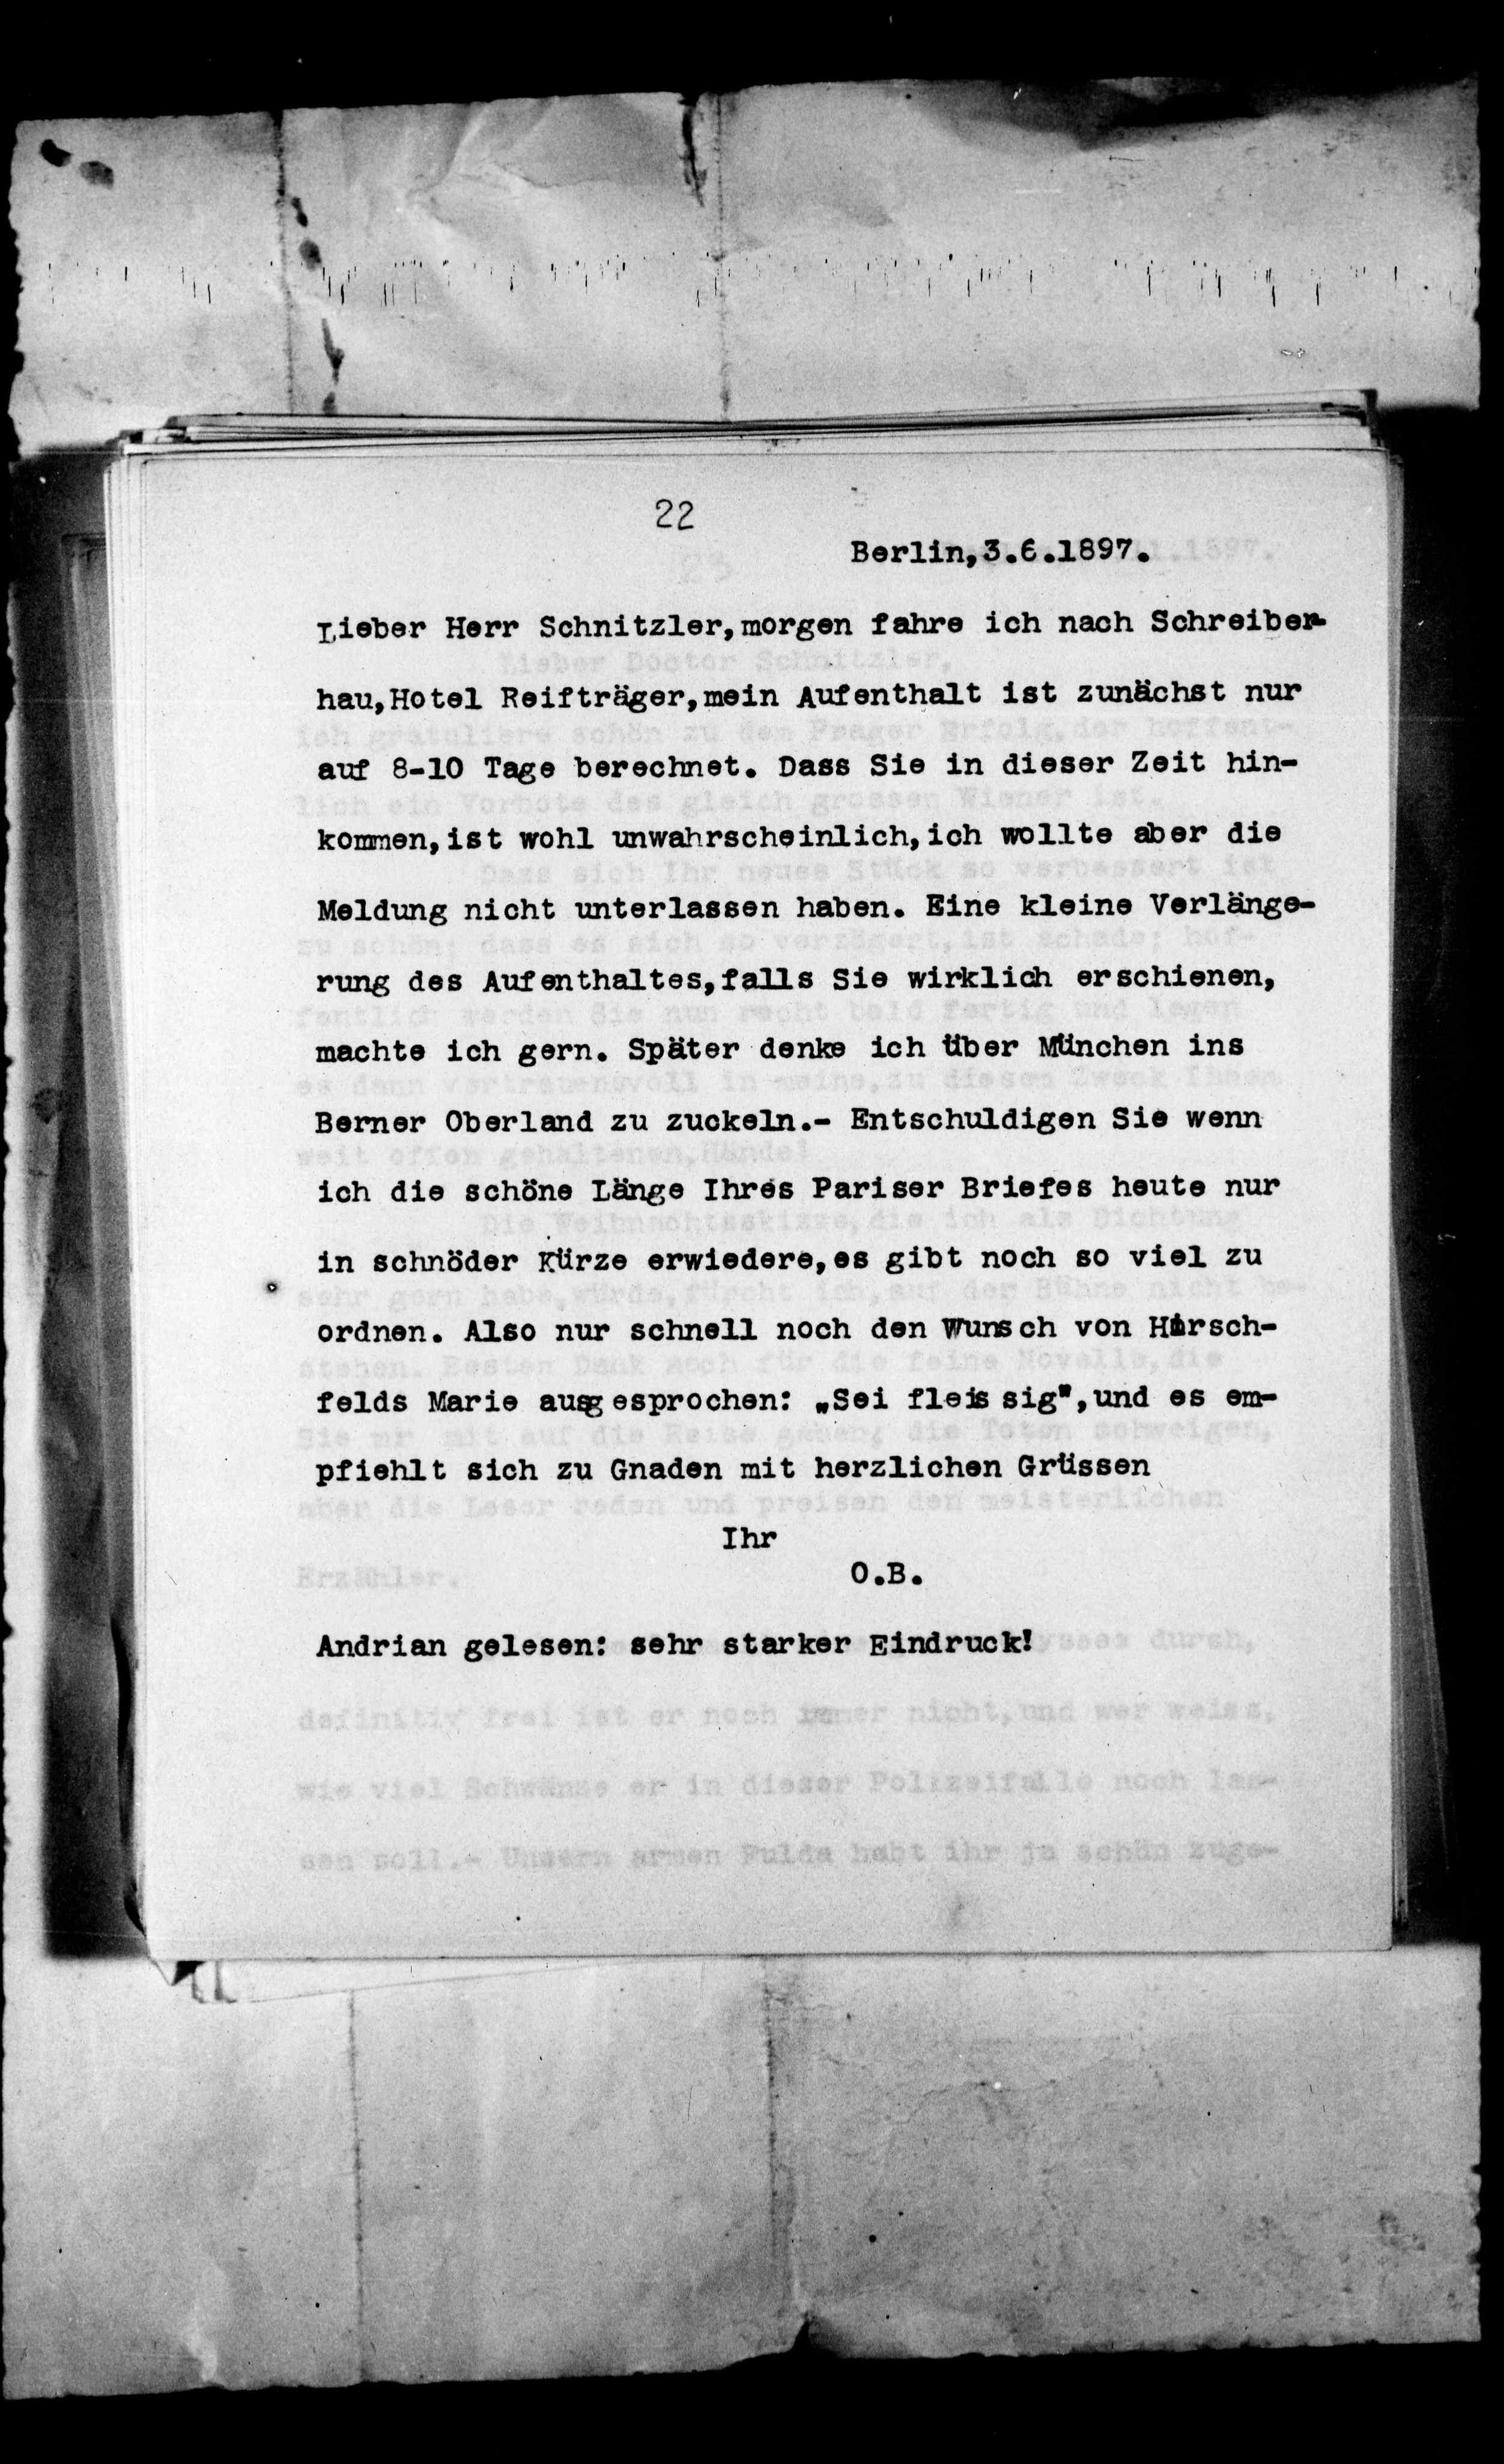 22
Berlin,3.6.1897.
Lieber Herr Schnitzler,morgen fahre ich nach Schreiber-
hau,Hotel Reifträger,mein Aufenthalt ist zunächst nur
auf 8-10 Tage berechnet. Dass Sie in dieser Zeit hin-
kommen,ist wohl unwahrscheinlich,ich wollte aber die
Meldung nicht unterlassen haben. Eine kleine Verlänge-
rung des Aufenthaltes,falls Sie wirklich erschienen,
machte ich gern. Später denke ich über München ins
Berner Oberland zu zuckeln.- Entschuldigen Sie wenn
ich die schöne Länge Ihres Pariser Briefes heute nur
in schnöder Kürze erwiedere,es gibt noch so viel zu
ordnen. Also nur schnell noch den Wunsch von Hirsch-
felds Marie ausgesprochen: „Sei fleissig",und es em-
pfiehlt sich zu Gnaden mit herzlichen Grüssen
Ihr
O.B.
Andrian gelesen: sehr starker Eindruck!